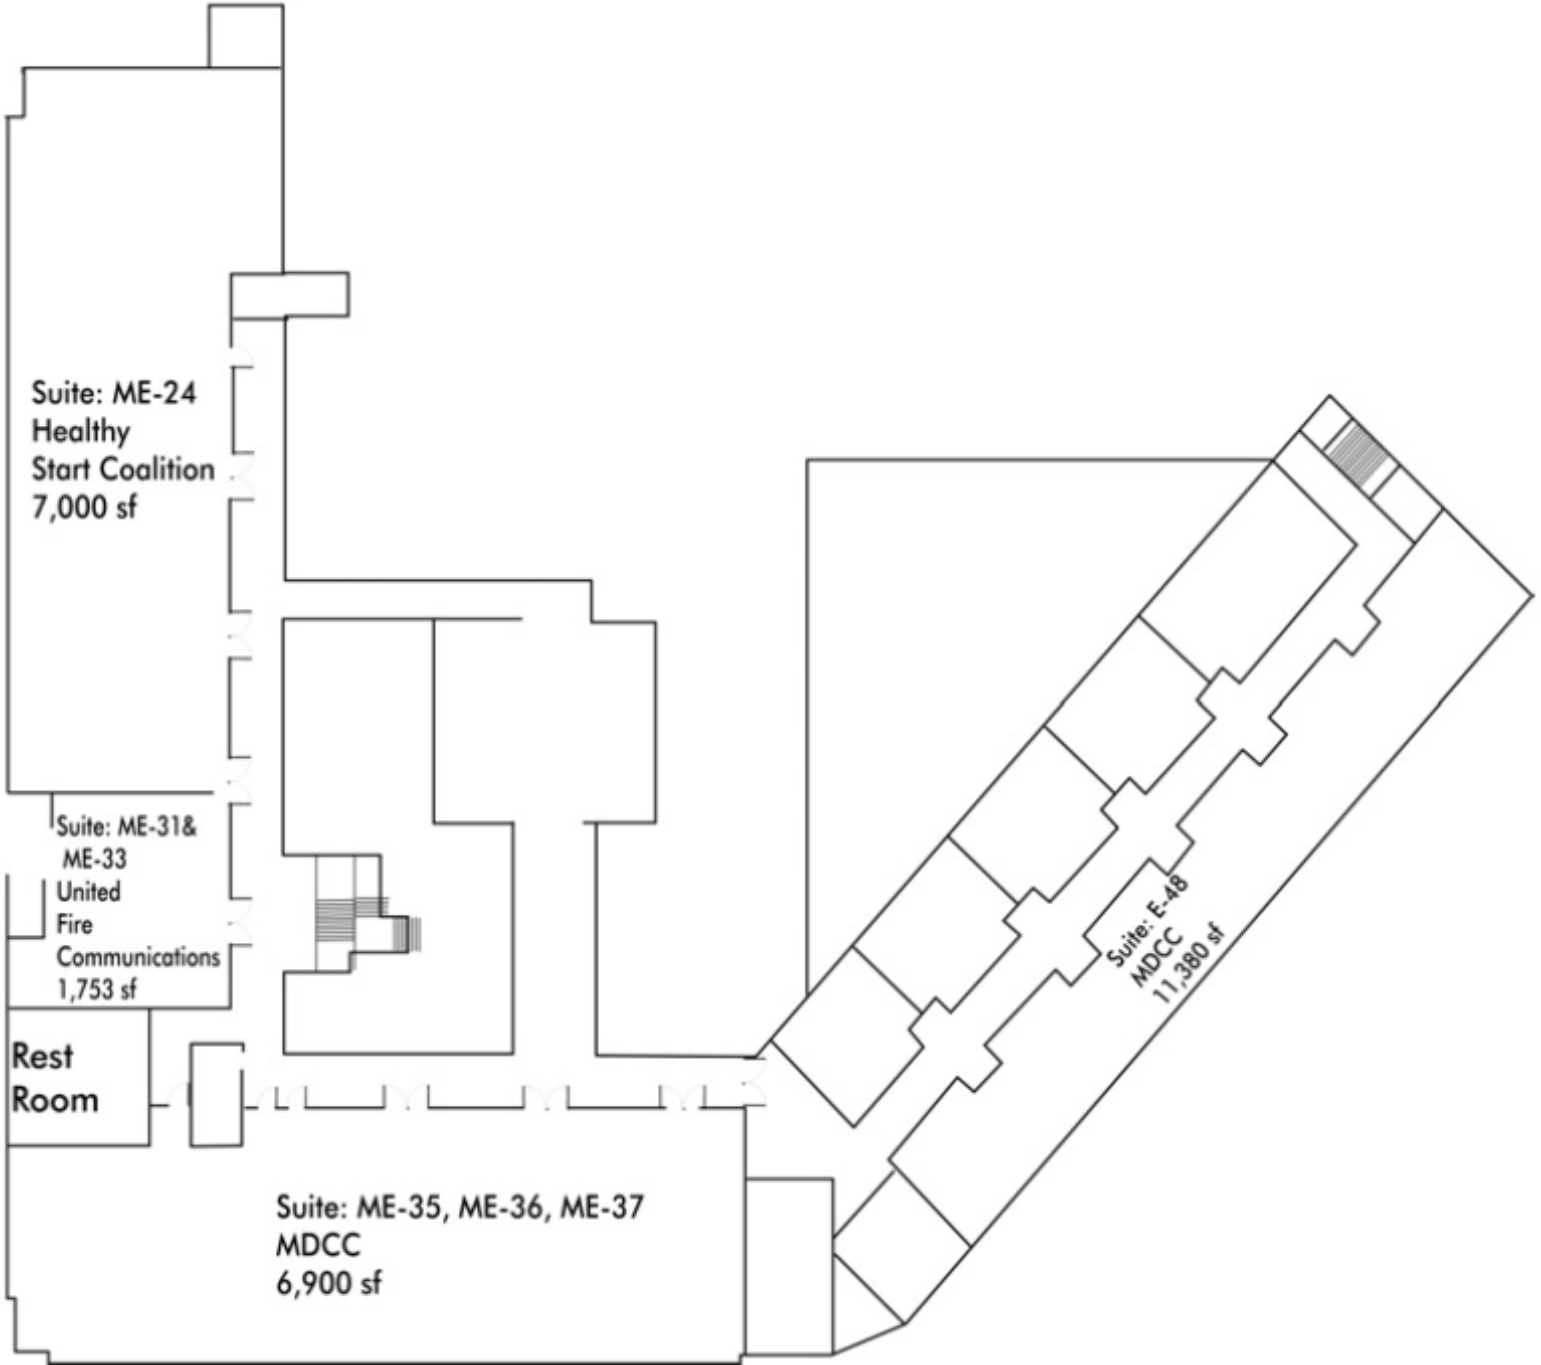 Suite: ME-24
Healthy
Start Coalition
7,000 sf
Suite: ME-31&
ME-33
United
Fire
Communications
1,753 sf
Rest
Room
Suite: ME-35, ME-36, ME-37
MDCC
6,900 sf
Suite: E-48
MDCC
11,380 sf